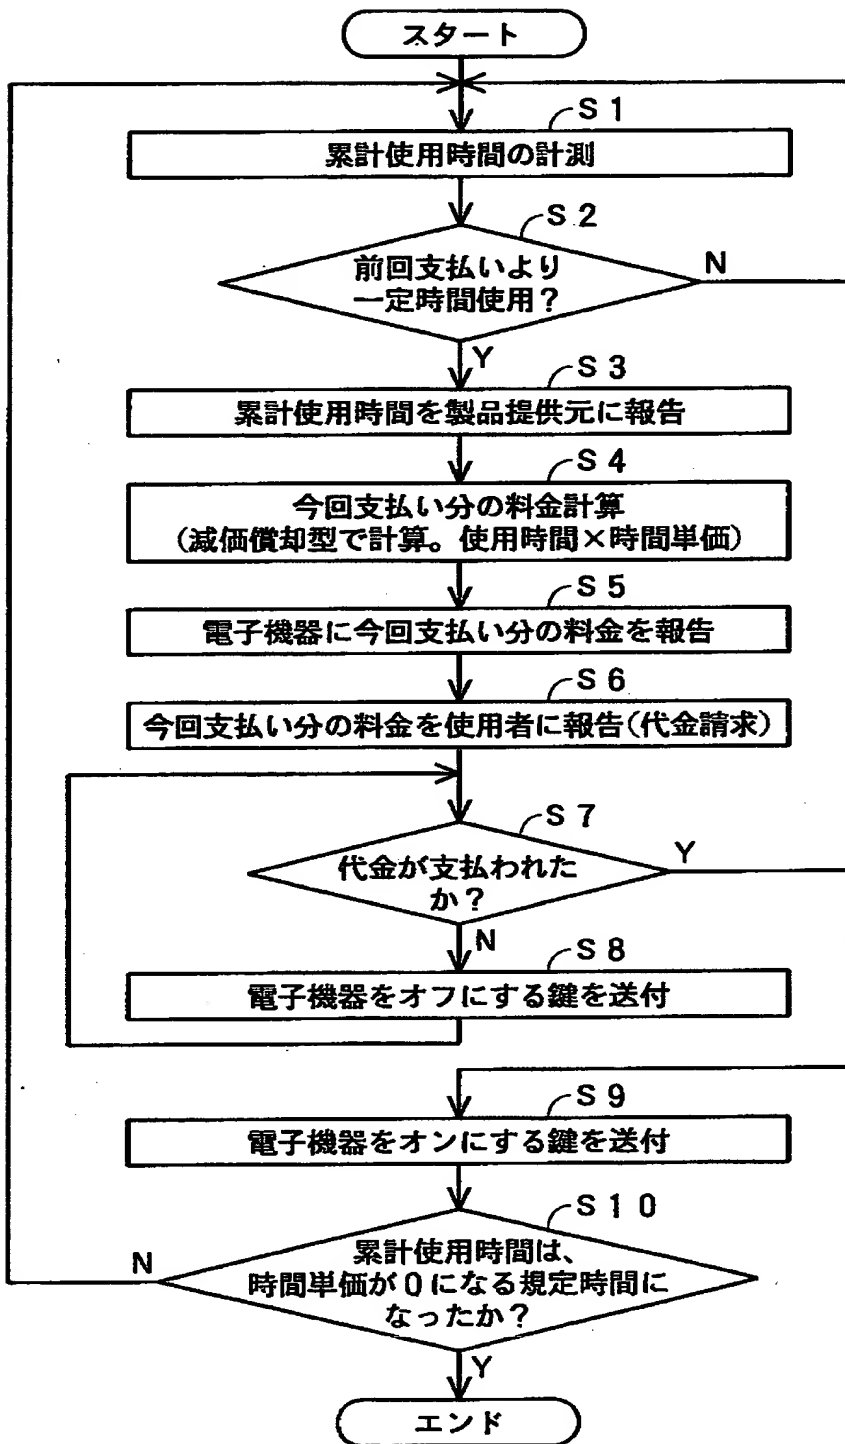 スタート
S1
累計使用時間の計測
S2
前回支払いより
一定時間使用?
N
Y
S3
累計使用時間を製品提供元に報告
S4
今回支払い分の料金計算
(減価償却型で計算。使用時間×時間単価)
S5
電子機器に今回支払い分の料金を報告
S6
今回支払い分の料金を使用者に報告(代金請求)
S7
代金が支払われた
か?
Y
N
S8
電子機器をオフにする鍵を送付
S9
電子機器をオンにする鍵を送付
S10
累計使用時間は、
時間単価が0になる規定時間に
なったか?
N
Y
エンド